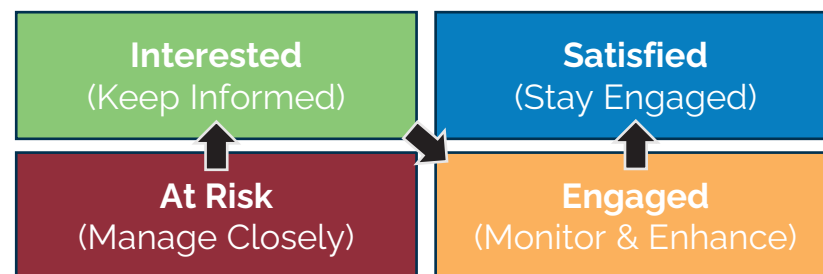 Interested
(Keep Informed)
Satisfied
(Stay Engaged)
At Risk
(Manage Closely)
Engaged
(Monitor & Enhance)